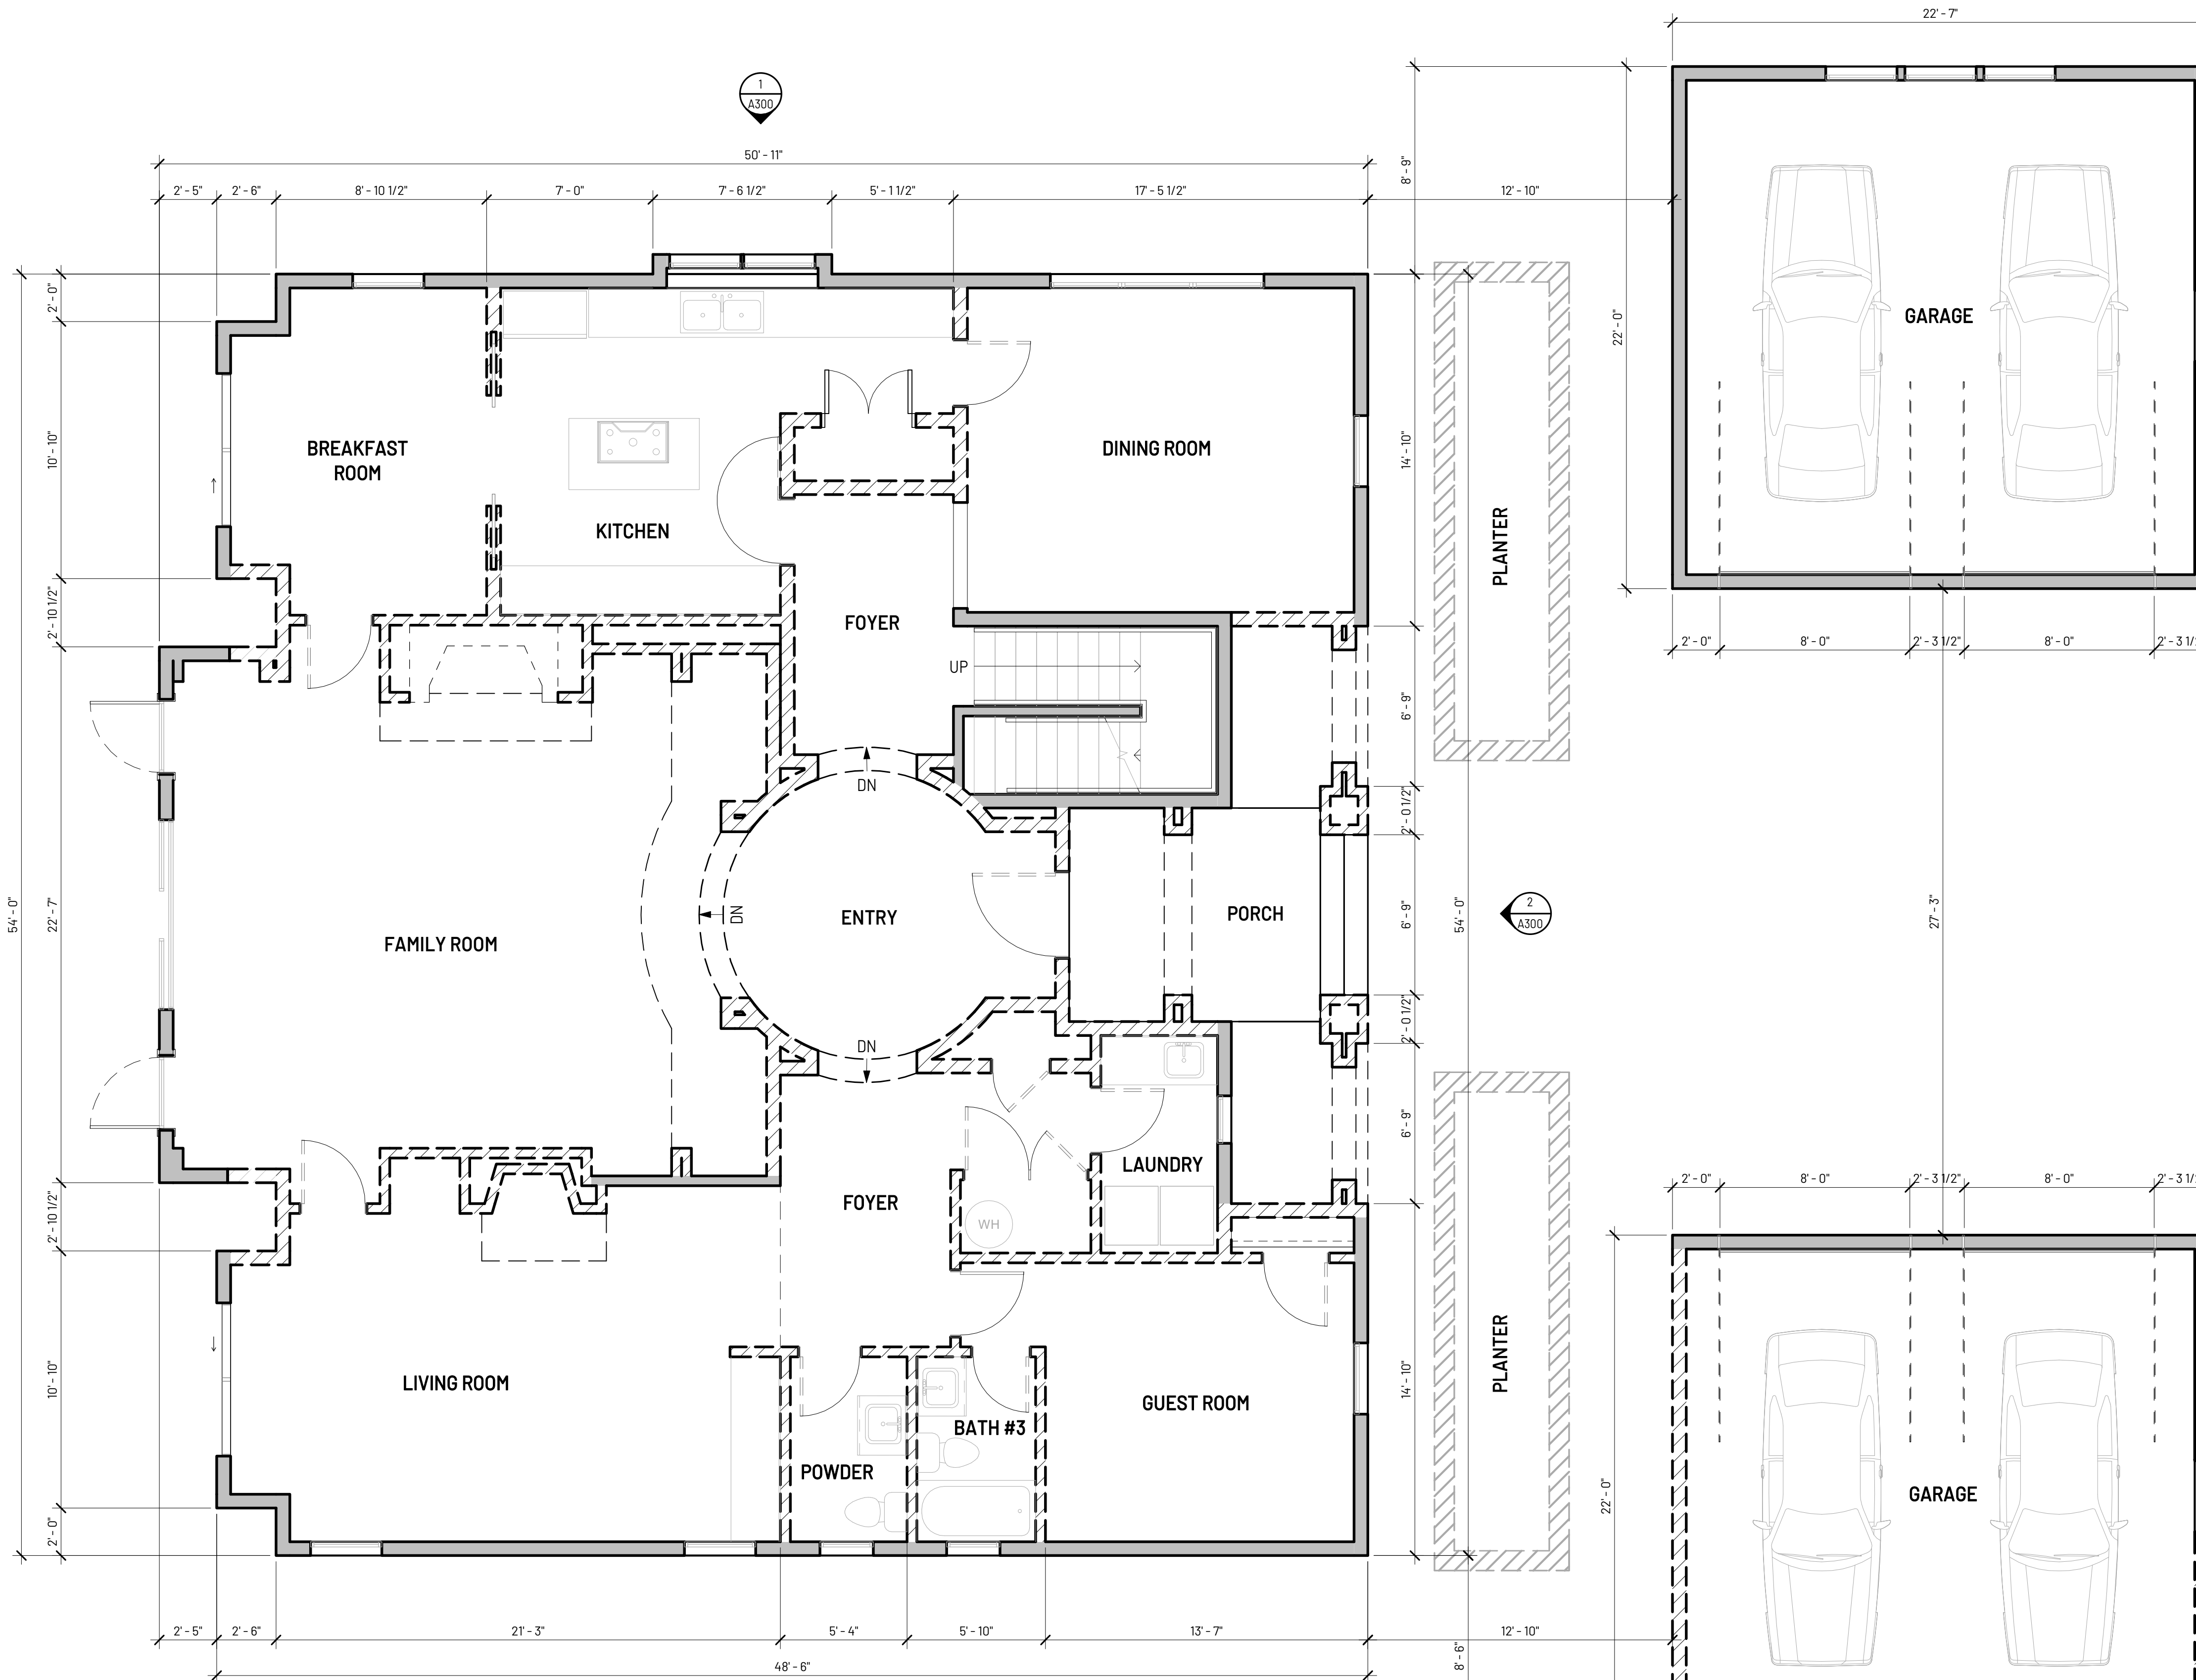 22' - 7"
1
A300
50' - 11"
2' - 5"
2' - 6"
8' - 10 1/2"
7' - 0"
7' - 6 1/2"
5' - 1 1/2"
17' - 5 1/2"
12' - 10"
8' - 9"
2' - 0"
10' - 10"
2' - 10 1/2"
22' - 7"
54' - 0"
2' - 10 1/2"
10' - 10"
2' - 0"
BREAKFAST
ROOM
KITCHEN
DINING ROOM
FOYER
UP
DN
DN
ENTRY
FAMILY ROOM
PORCH
DN
LAUNDRY
FOYER
WH
LIVING ROOM
GUEST ROOM
BATH #3
POWDER
14' - 10"
6' - 9"
2' - 0 1/2"
6' - 9"
2' - 0 1/2"
6' - 9"
14' - 10"
54' - 0"
8' - 6"
PLANTER
PLANTER
2
A300
22' - 0"
GARAGE
2' - 0"
8' - 0"
2' - 3 1/2"
8' - 0"
2' - 3 1/
27' - 3"
2' - 0"
8' - 0"
2' - 3 1/2"
8' - 0"
2' - 3 1/
22' - 0"
GARAGE
2' - 5"
2' - 6"
21' - 3"
5' - 4"
5' - 10"
13' - 7"
12' - 10"
48' - 6"